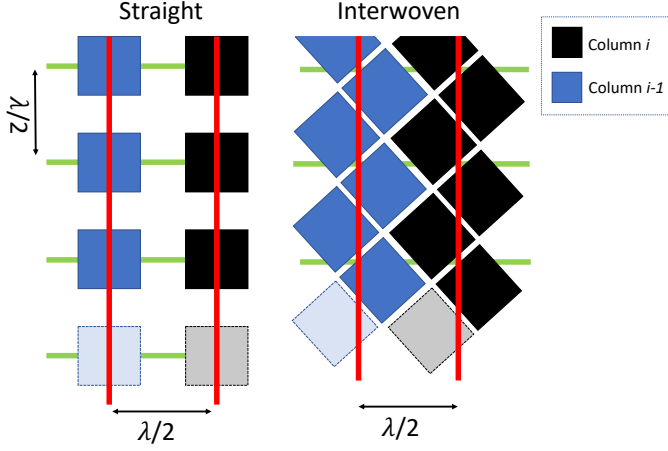 Straight
Interwoven
Column i
Column i-1
λ/2
λ/2
λ/2